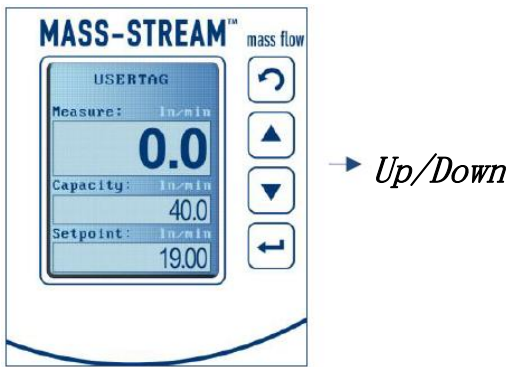 MASS-STREAM™ mass flow
USERTAG
Measure: ln/min
0.0
Capacity: ln/min
40.0
Setpoint: ln/min
19.00
Up/Down